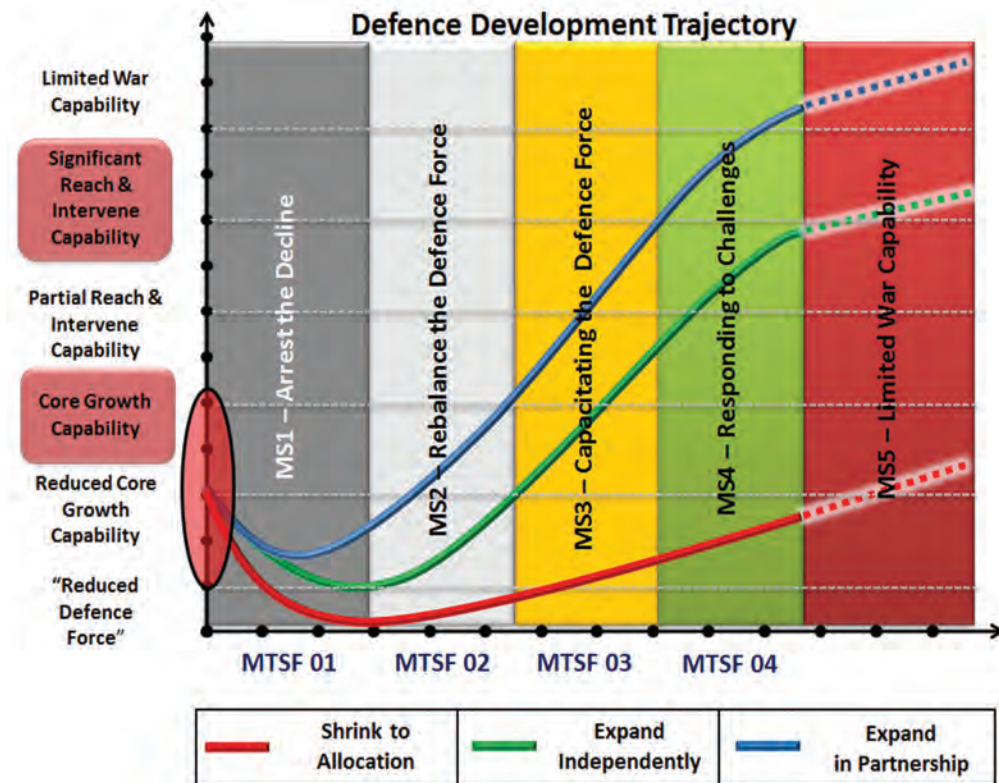 Defence Development Trajectory
Limited War
Capability
Significant
Reach &
Intervene
Capability
Partial Reach &
Intervene
Capability
Core Growth
Capability
Reduced Core
Growth
Capability
“Reduced
Defence
Force”
MS1 – Arrest the Decline
MS2 – Rebalance the Defence Force
MS3 – Capacitating the Defence Force
MS4 – Responding to Challenges
MS5 – Limited War Capability
MTSF 01
MTSF 02
MTSF 03
MTSF 04
Shrink to
Allocation
Expand
Independently
Expand
in Partnership